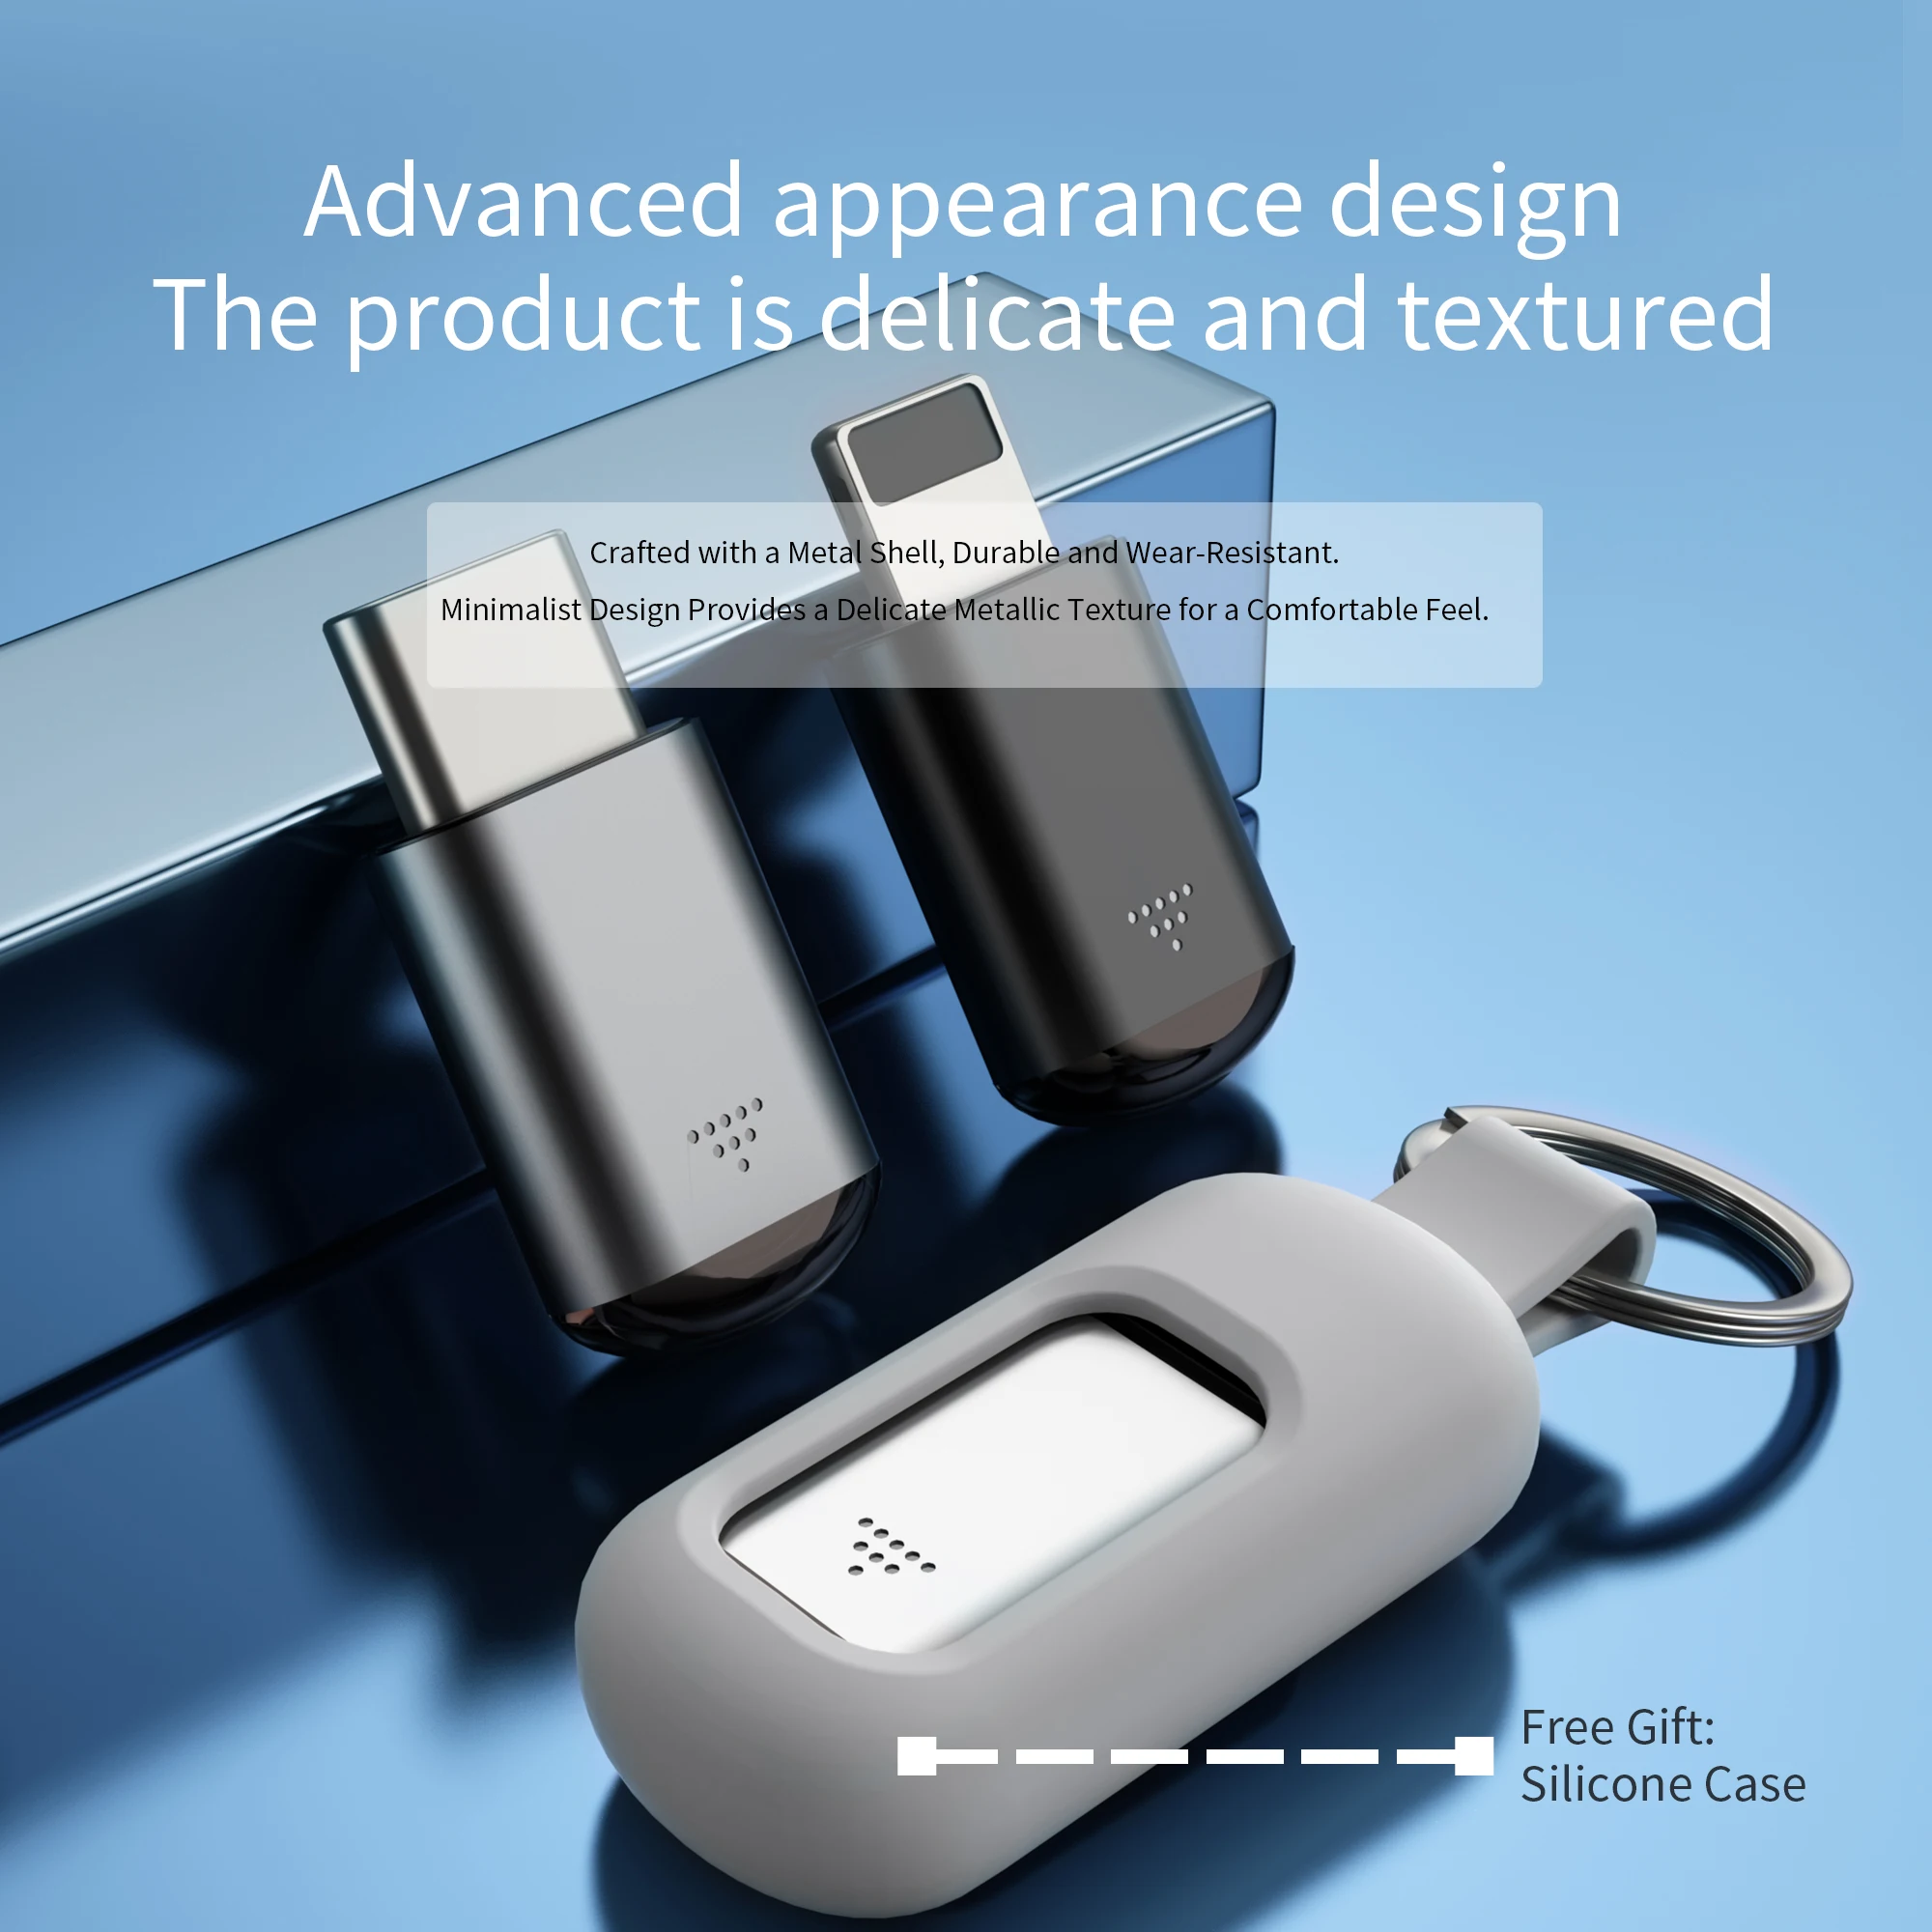 Advanced appearance design
The product is delicate and textured
Crafted with a Metal Shell, Durable and Wear-Resistant.
Minimalist Design Provides a Delicate Metallic Texture for a Comfortable Feel.
Free Gift:
Silicone Case